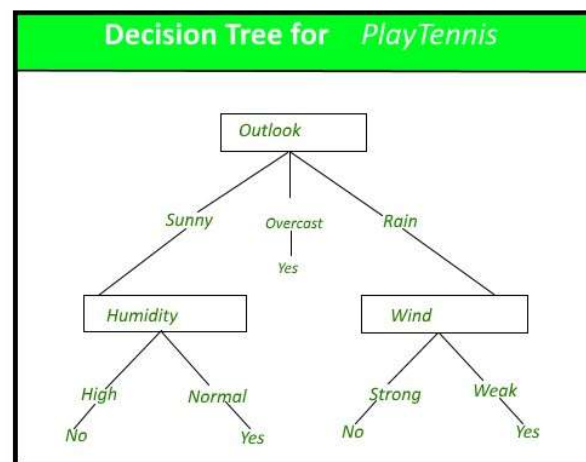 Decision Tree for PlayTennis
Outlook
Sunny Overcast Rain
Yes
Humidity Wind
High Normal Strong Weak
No Yes No Yes